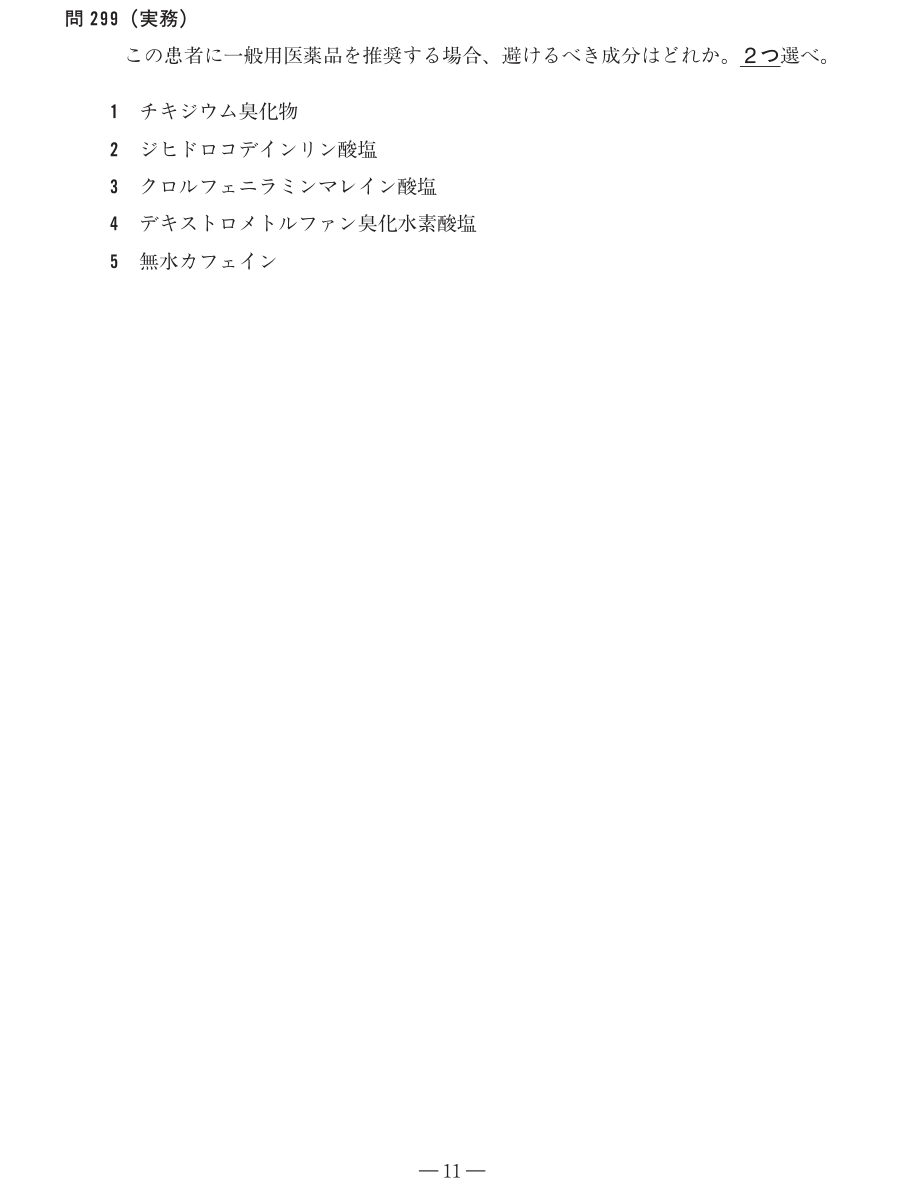 問 299（実務）
この患者に一般用医薬品を推奨する場合、避けるべき成分はどれか。２つ選べ。
1 チキジウム臭化物
2 ジヒドロコデインリン酸塩
3 クロルフェニラミンマレイン酸塩
4 デキストロメトルファン臭化水素酸塩
5 無水カフェイン
— 11 —